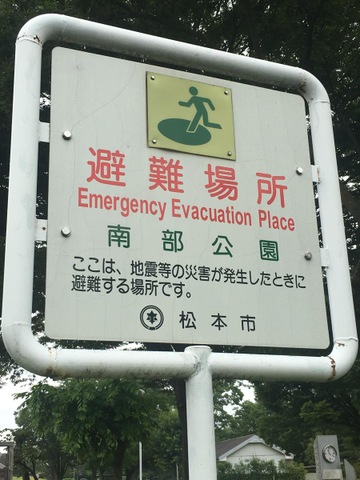 避難場所
Emergency Evacuation Place
南部公園
ここは、地震等の災害が発生したときに
避難する場所です。
松本市